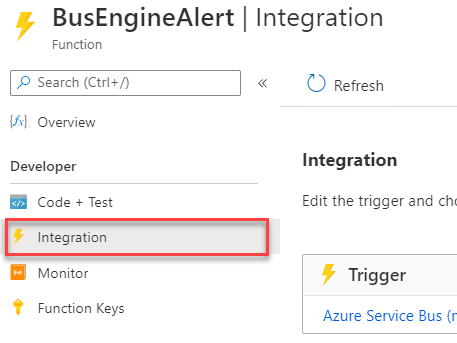 BusEngineAlert | Integration
Function
Search (Ctrl+/)
«
Refresh
Overview
Developer
Code + Test
Integration
Monitor
Function Keys
Integration
Edit the trigger and cho
Trigger
Azure Service Bus (m